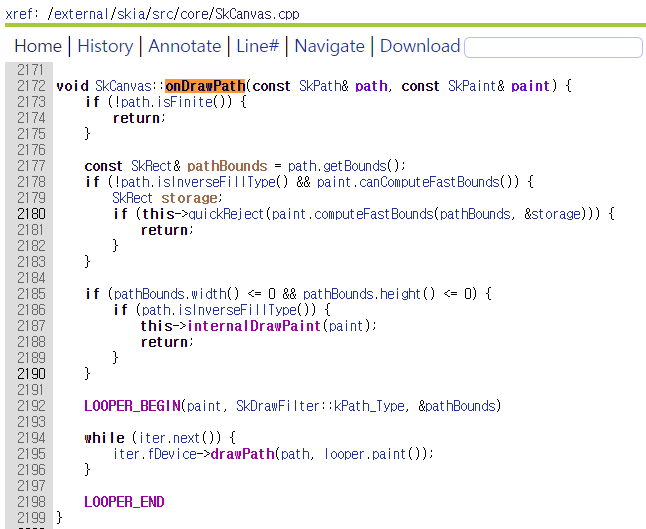 xref: /external/skia/src/core/SkCanvas.cpp
Home | History | Annotate | Line# | Navigate | Download
2171
2172 void SkCanvas::onDrawPath(const SkPath& path, const SkPaint& paint) {
2173     if (!path.isFinite()) {
2174         return;
2175     }
2176
2177     const SkRect& pathBounds = path.getBounds();
2178     if (!path.isInverseFillType() && paint.canComputeFastBounds()) {
2179         SkRect storage;
2180         if (this->quickReject(paint.computeFastBounds(pathBounds, &storage))) {
2181             return;
2182         }
2183     }
2184
2185     if (pathBounds.width() <= 0 && pathBounds.height() <= 0) {
2186         if (path.isInverseFillType()) {
2187             this->internalDrawPaint(paint);
2188             return;
2189         }
2190     }
2191
2192     LOOPER_BEGIN(paint, SkDrawFilter::kPath_Type, &pathBounds)
2193
2194     while (iter.next()) {
2195         iter.fDevice->drawPath(path, looper.paint());
2196     }
2197
2198     LOOPER_END
2199 }